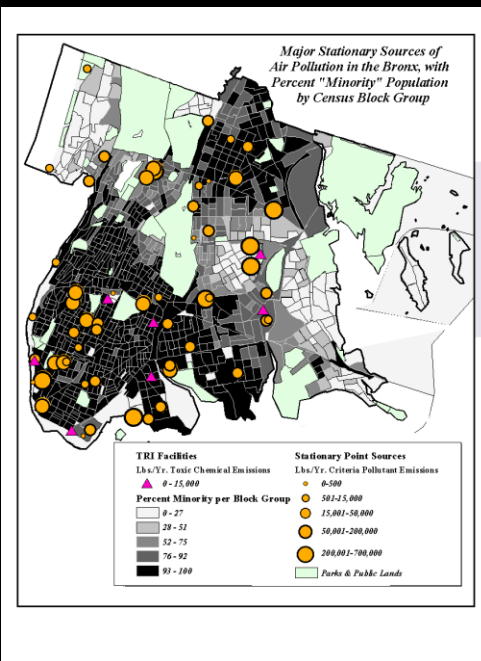 Major Stationary Sources of
Air Pollution in the Bronx, with
Percent "Minority" Population
by Census Block Group
TRI Facilities
Lbs/Yr. Toxic Chemical Emissions
0 - 15,000
Percent Minority per Block Group
0 - 27
28 - 51
52 - 75
76 - 92
93 - 100
Stationary Point Sources
Lbs/Yr. Criteria Pollutant Emissions
0-500
501-15,000
15,001-50,000
50,001-200,000
200,001-700,000
Parks & Public Lands